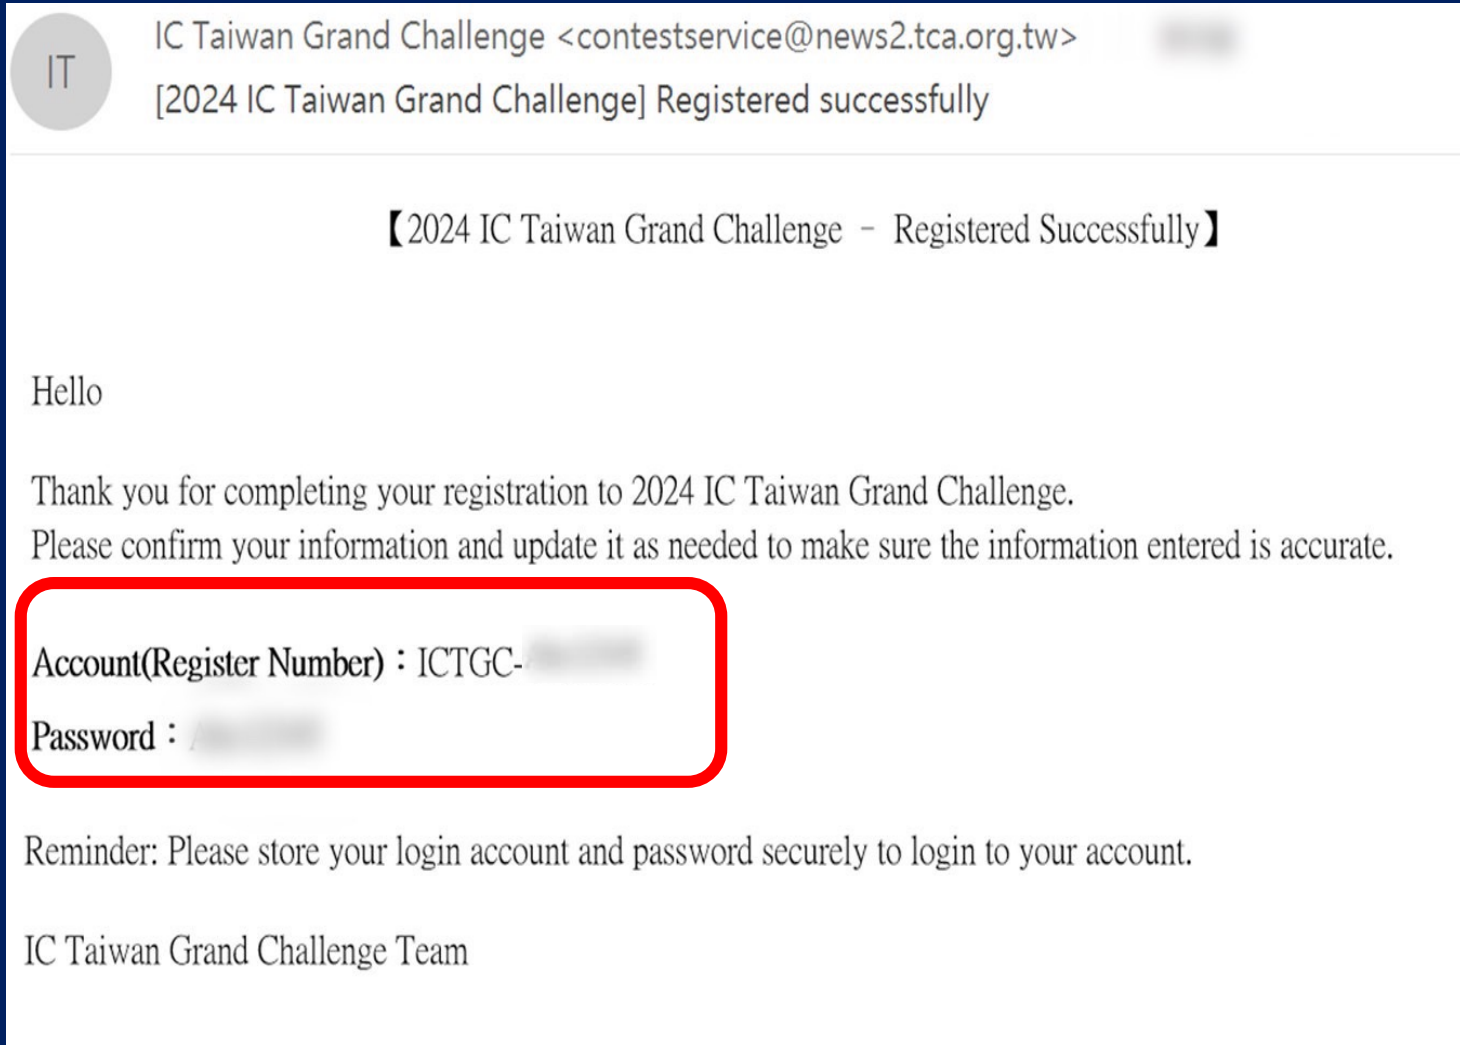 IT
IC Taiwan Grand Challenge <contestservice@news2.tca.org.tw>
[2024 IC Taiwan Grand Challenge] Registered successfully
【2024 IC Taiwan Grand Challenge – Registered Successfully】
Hello
Thank you for completing your registration to 2024 IC Taiwan Grand Challenge.
Please confirm your information and update it as needed to make sure the information entered is accurate.
Account(Register Number)：ICTGC-
Password：
Reminder: Please store your login account and password securely to login to your account.
IC Taiwan Grand Challenge Team